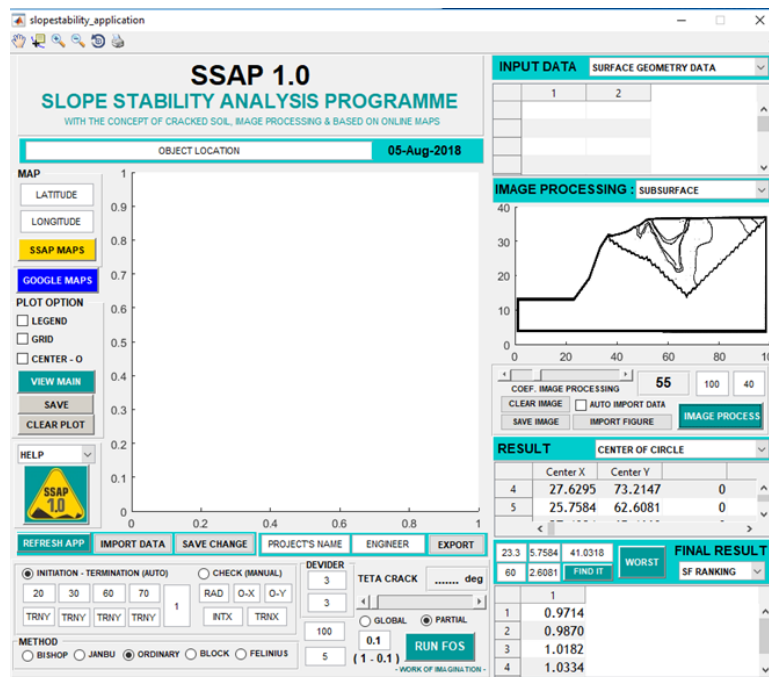 slopestability_application
SSAP 1.0
SLOPE STABILITY ANALYSIS PROGRAMME
WITH THE CONCEPT OF CRACKED SOIL, IMAGE PROCESSING & BASED ON ONLINE MAPS
OBJECT LOCATION
05-Aug-2018
MAP
LATITUDE
LONGITUDE
SSAP MAPS
GOOGLE MAPS
PLOT OPTION
LEGEND
GRID
CENTER - O
VIEW MAIN
SAVE
CLEAR PLOT
HELP
SSAP
1.0
1
0.9
0.8
0.7
0.6
0.5
0.4
0.3
0.2
0.1
0
0 0.2 0.4 0.6 0.8 1
REFRESH APP IMPORT DATA SAVE CHANGE PROJECT'S NAME ENGINEER EXPORT
INITIATION - TERMINATION (AUTO) CHECK (MANUAL)
20 30 60 70 1 RAD O-X O-Y
TRNY TRNY TRNY TRNY INTX TRNX
METHOD
BISHOP JANBU ORDINARY BLOCK FELINIUS
DEVIDER
3
3
100
5
TETA CRACK ....... deg
GLOBAL PARTIAL
0.1
( 1 - 0.1 )
RUN FOS
- WORK OF IMAGINATION -
INPUT DATA SURFACE GEOMETRY DATA
1 2
IMAGE PROCESSING : SUBSURFACE
40
30
20
10
0
0 20 40 60 80 10
COEF. IMAGE PROCESSING 55 100 40
CLEAR IMAGE AUTO IMPORT DATA
SAVE IMAGE IMPORT FIGURE IMAGE PROCESS
RESULT CENTER OF CIRCLE
Center X Center Y
4 27.6295 73.2147 0
5 25.7584 62.6081 0
23.3 5.7584 41.0318 WORST FINAL RESULT
60 2.6081 FIND IT SF RANKING
1
1 0.9714
2 0.9870
3 1.0182
4 1.0334